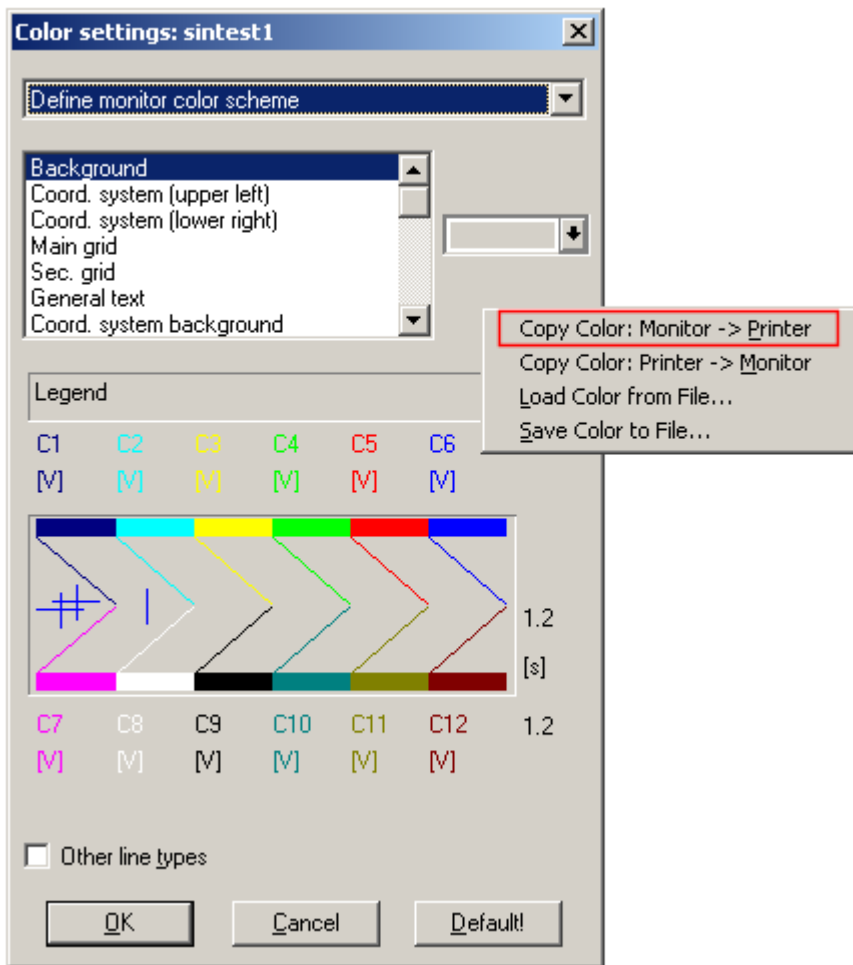 Color settings: sintest1
Define monitor color scheme
Background
Coord. system (upper left)
Coord. system (lower right)
Main grid
Sec. grid
General text
Coord. system background
Copy Color: Monitor -> Printer
Copy Color: Printer -> Monitor
Load Color from File...
Save Color to File...
Legend
C1 C2 C3 C4 C5 C6
[V] [V] [V] [V] [V] [V]
1.2
[s]
C7 C8 C9 C10 C11 C12 1.2
[V] [V] [V] [V] [V] [V]
Other line types
OK Cancel Default!